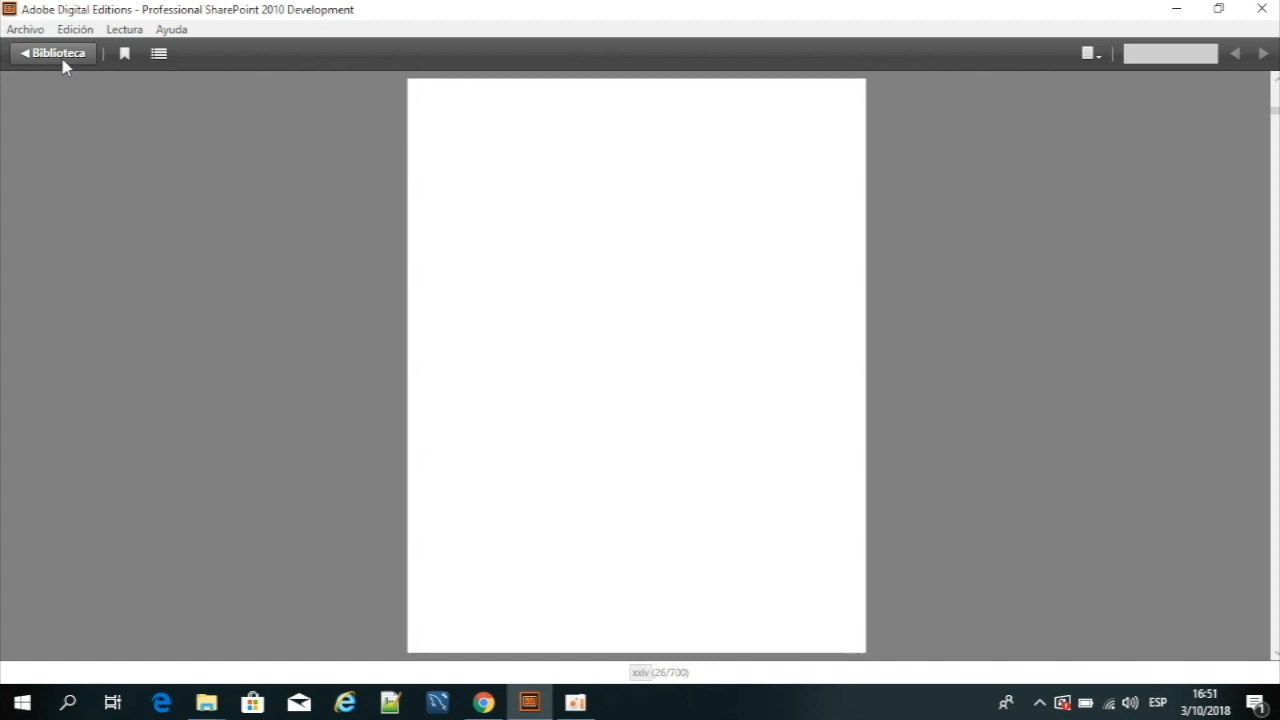 Adobe Digital Editions - Professional SharePoint 2010 Development
Archivo Edición Lectura Ayuda
Biblioteca
xxiv (26/700)
ESP
16:51
3/10/2018
1